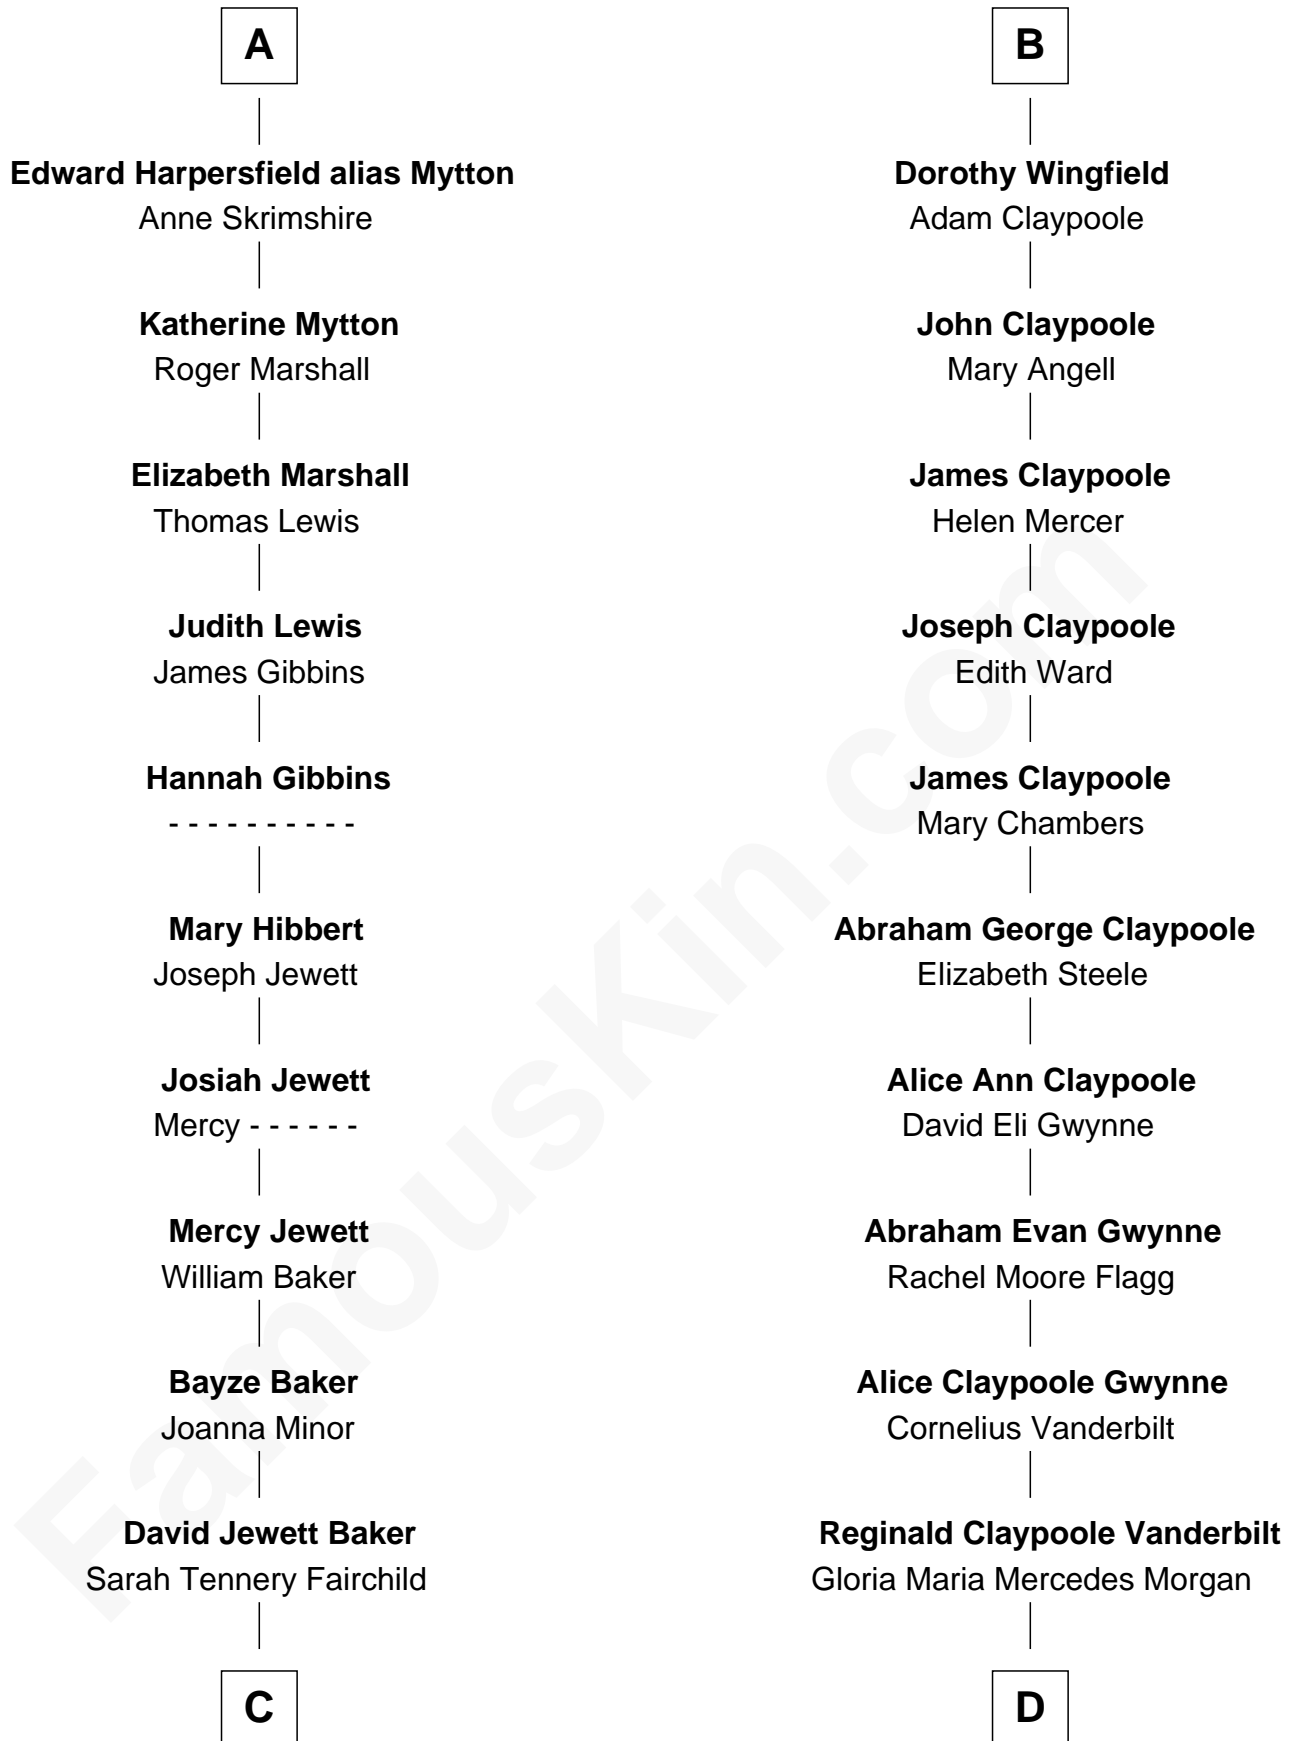 A
Edward Harpersfield alias Mytton
Anne Skrimshire
Katherine Mytton
Roger Marshall
Elizabeth Marshall
Thomas Lewis
Judith Lewis
James Gibbins
Hannah Gibbins
- - - - - - - - - -
Mary Hibbert
Joseph Jewett
Josiah Jewett
Mercy - - - - - -
Mercy Jewett
William Baker
Bayze Baker
Joanna Minor
David Jewett Baker
Sarah Tennery Fairchild
C
B
Dorothy Wingfield
Adam Claypoole
John Claypoole
Mary Angell
James Claypoole
Helen Mercer
Joseph Claypoole
Edith Ward
James Claypoole
Mary Chambers
Abraham George Claypoole
Elizabeth Steele
Alice Ann Claypoole
David Eli Gwynne
Abraham Evan Gwynne
Rachel Moore Flagg
Alice Claypoole Gwynne
Cornelius Vanderbilt
Reginald Claypoole Vanderbilt
Gloria Maria Mercedes Morgan
D
FamousKin.com